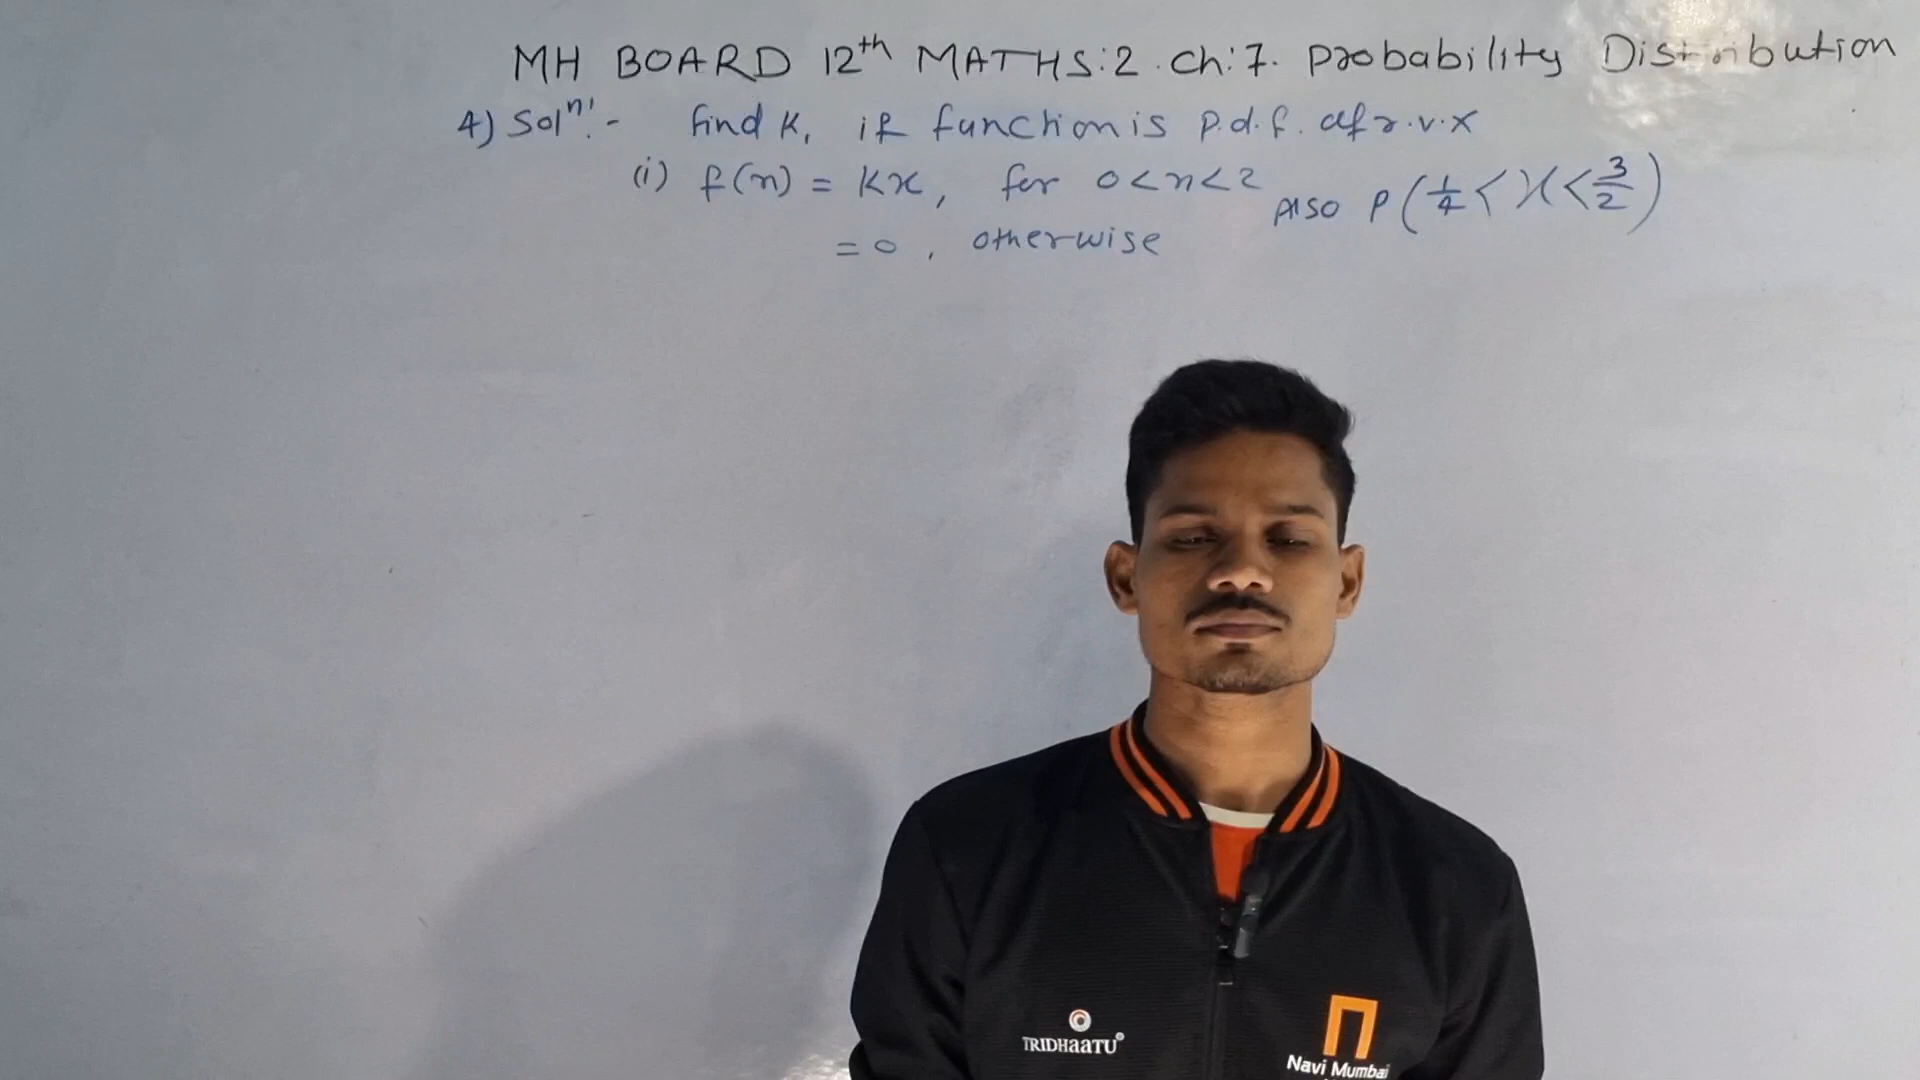 MH BOARD 12th MATHS:2 . Ch:7. Probability Distribution
4) Solⁿ:- Find K, if function is p.d.f. of r.v.x
(i) f(x) = Kx, for 0<x<2 Also P(1/4 < X < 3/2)
= 0, otherwise
TRIDHaaTU
Navi Mumbai